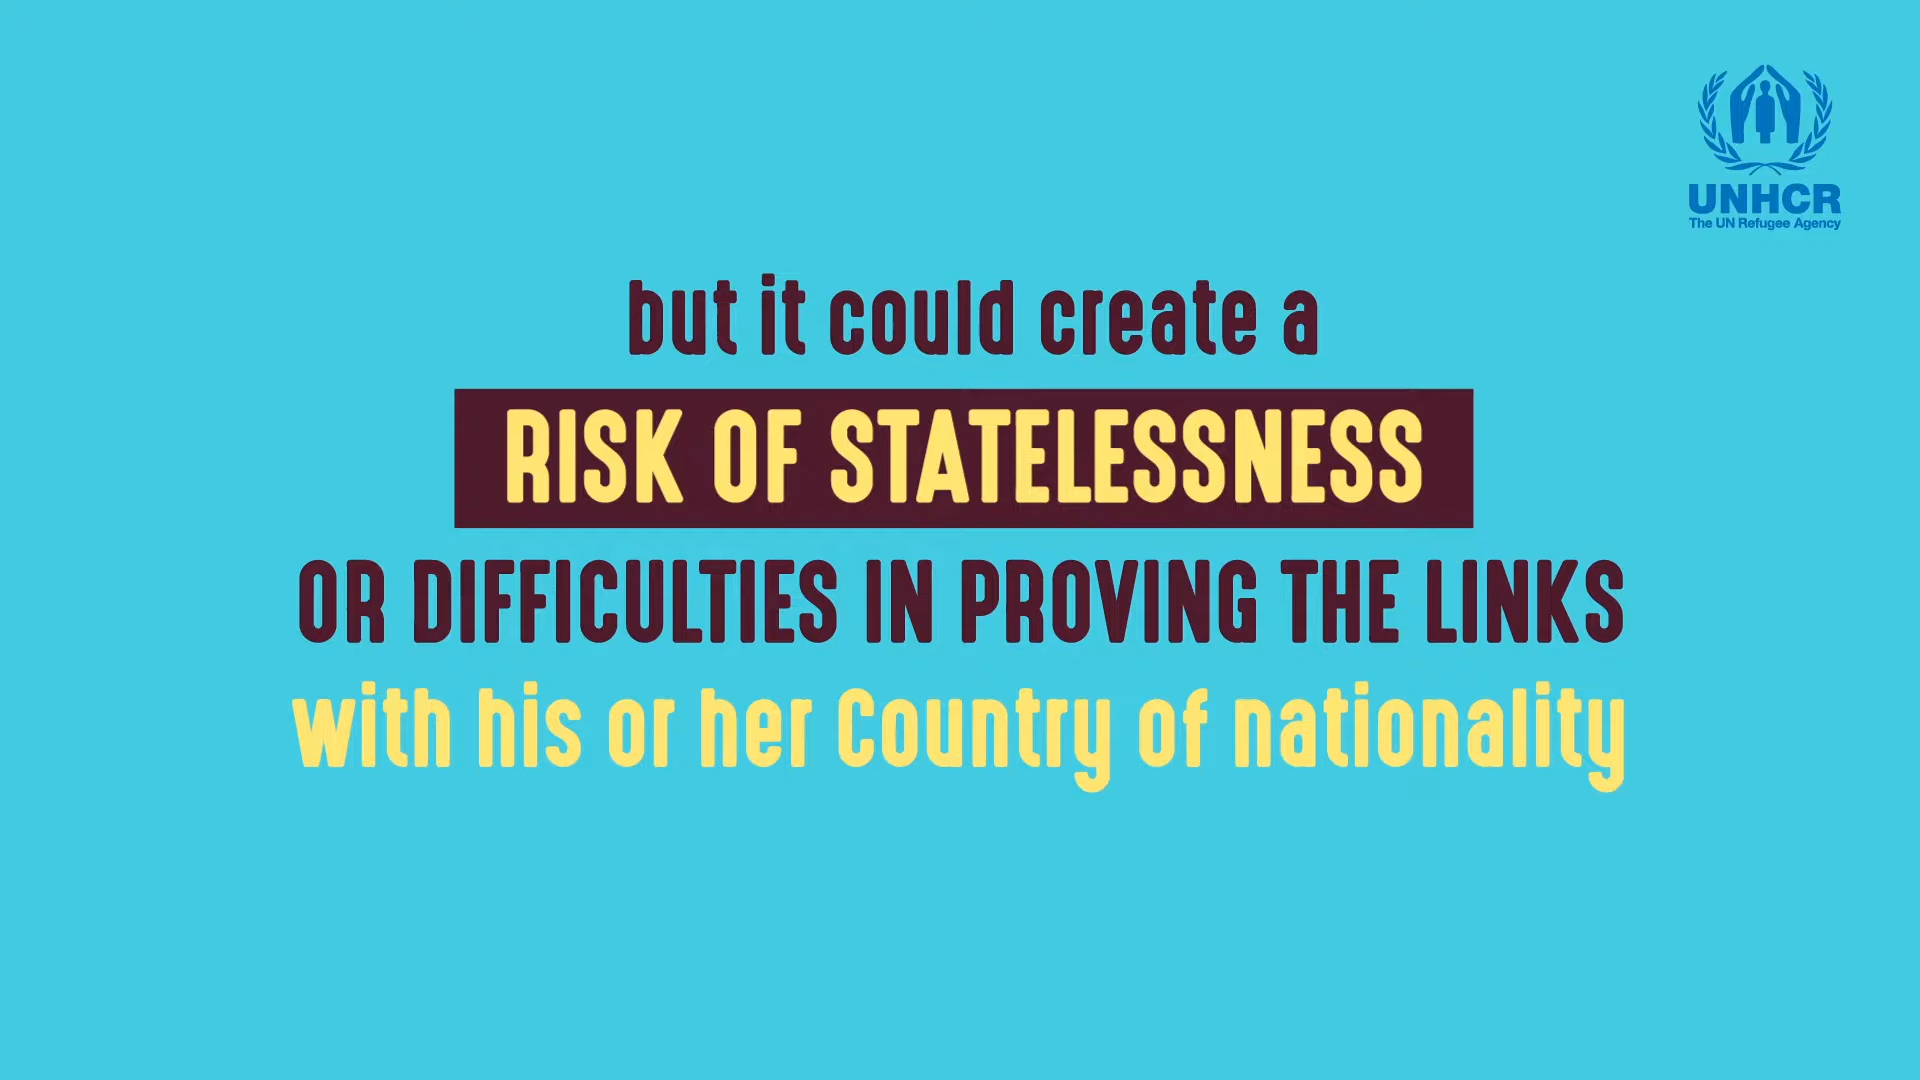 UNHCR
The UN Refugee Agency
but it could create a
RISK OF STATELESSNESS
OR DIFFICULTIES IN PROVING THE LINKS
with his or her Country of nationality